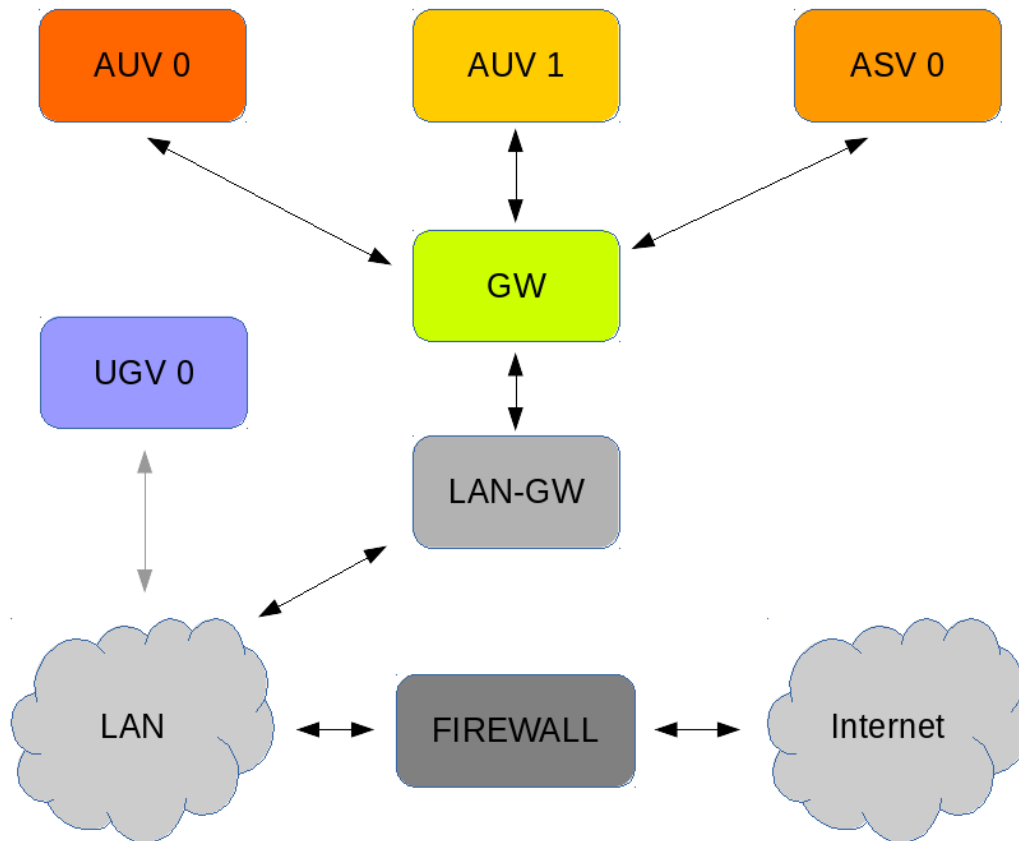 AUV 0
AUV 1
ASV 0
GW
UGV 0
LAN-GW
LAN
FIREWALL
Internet